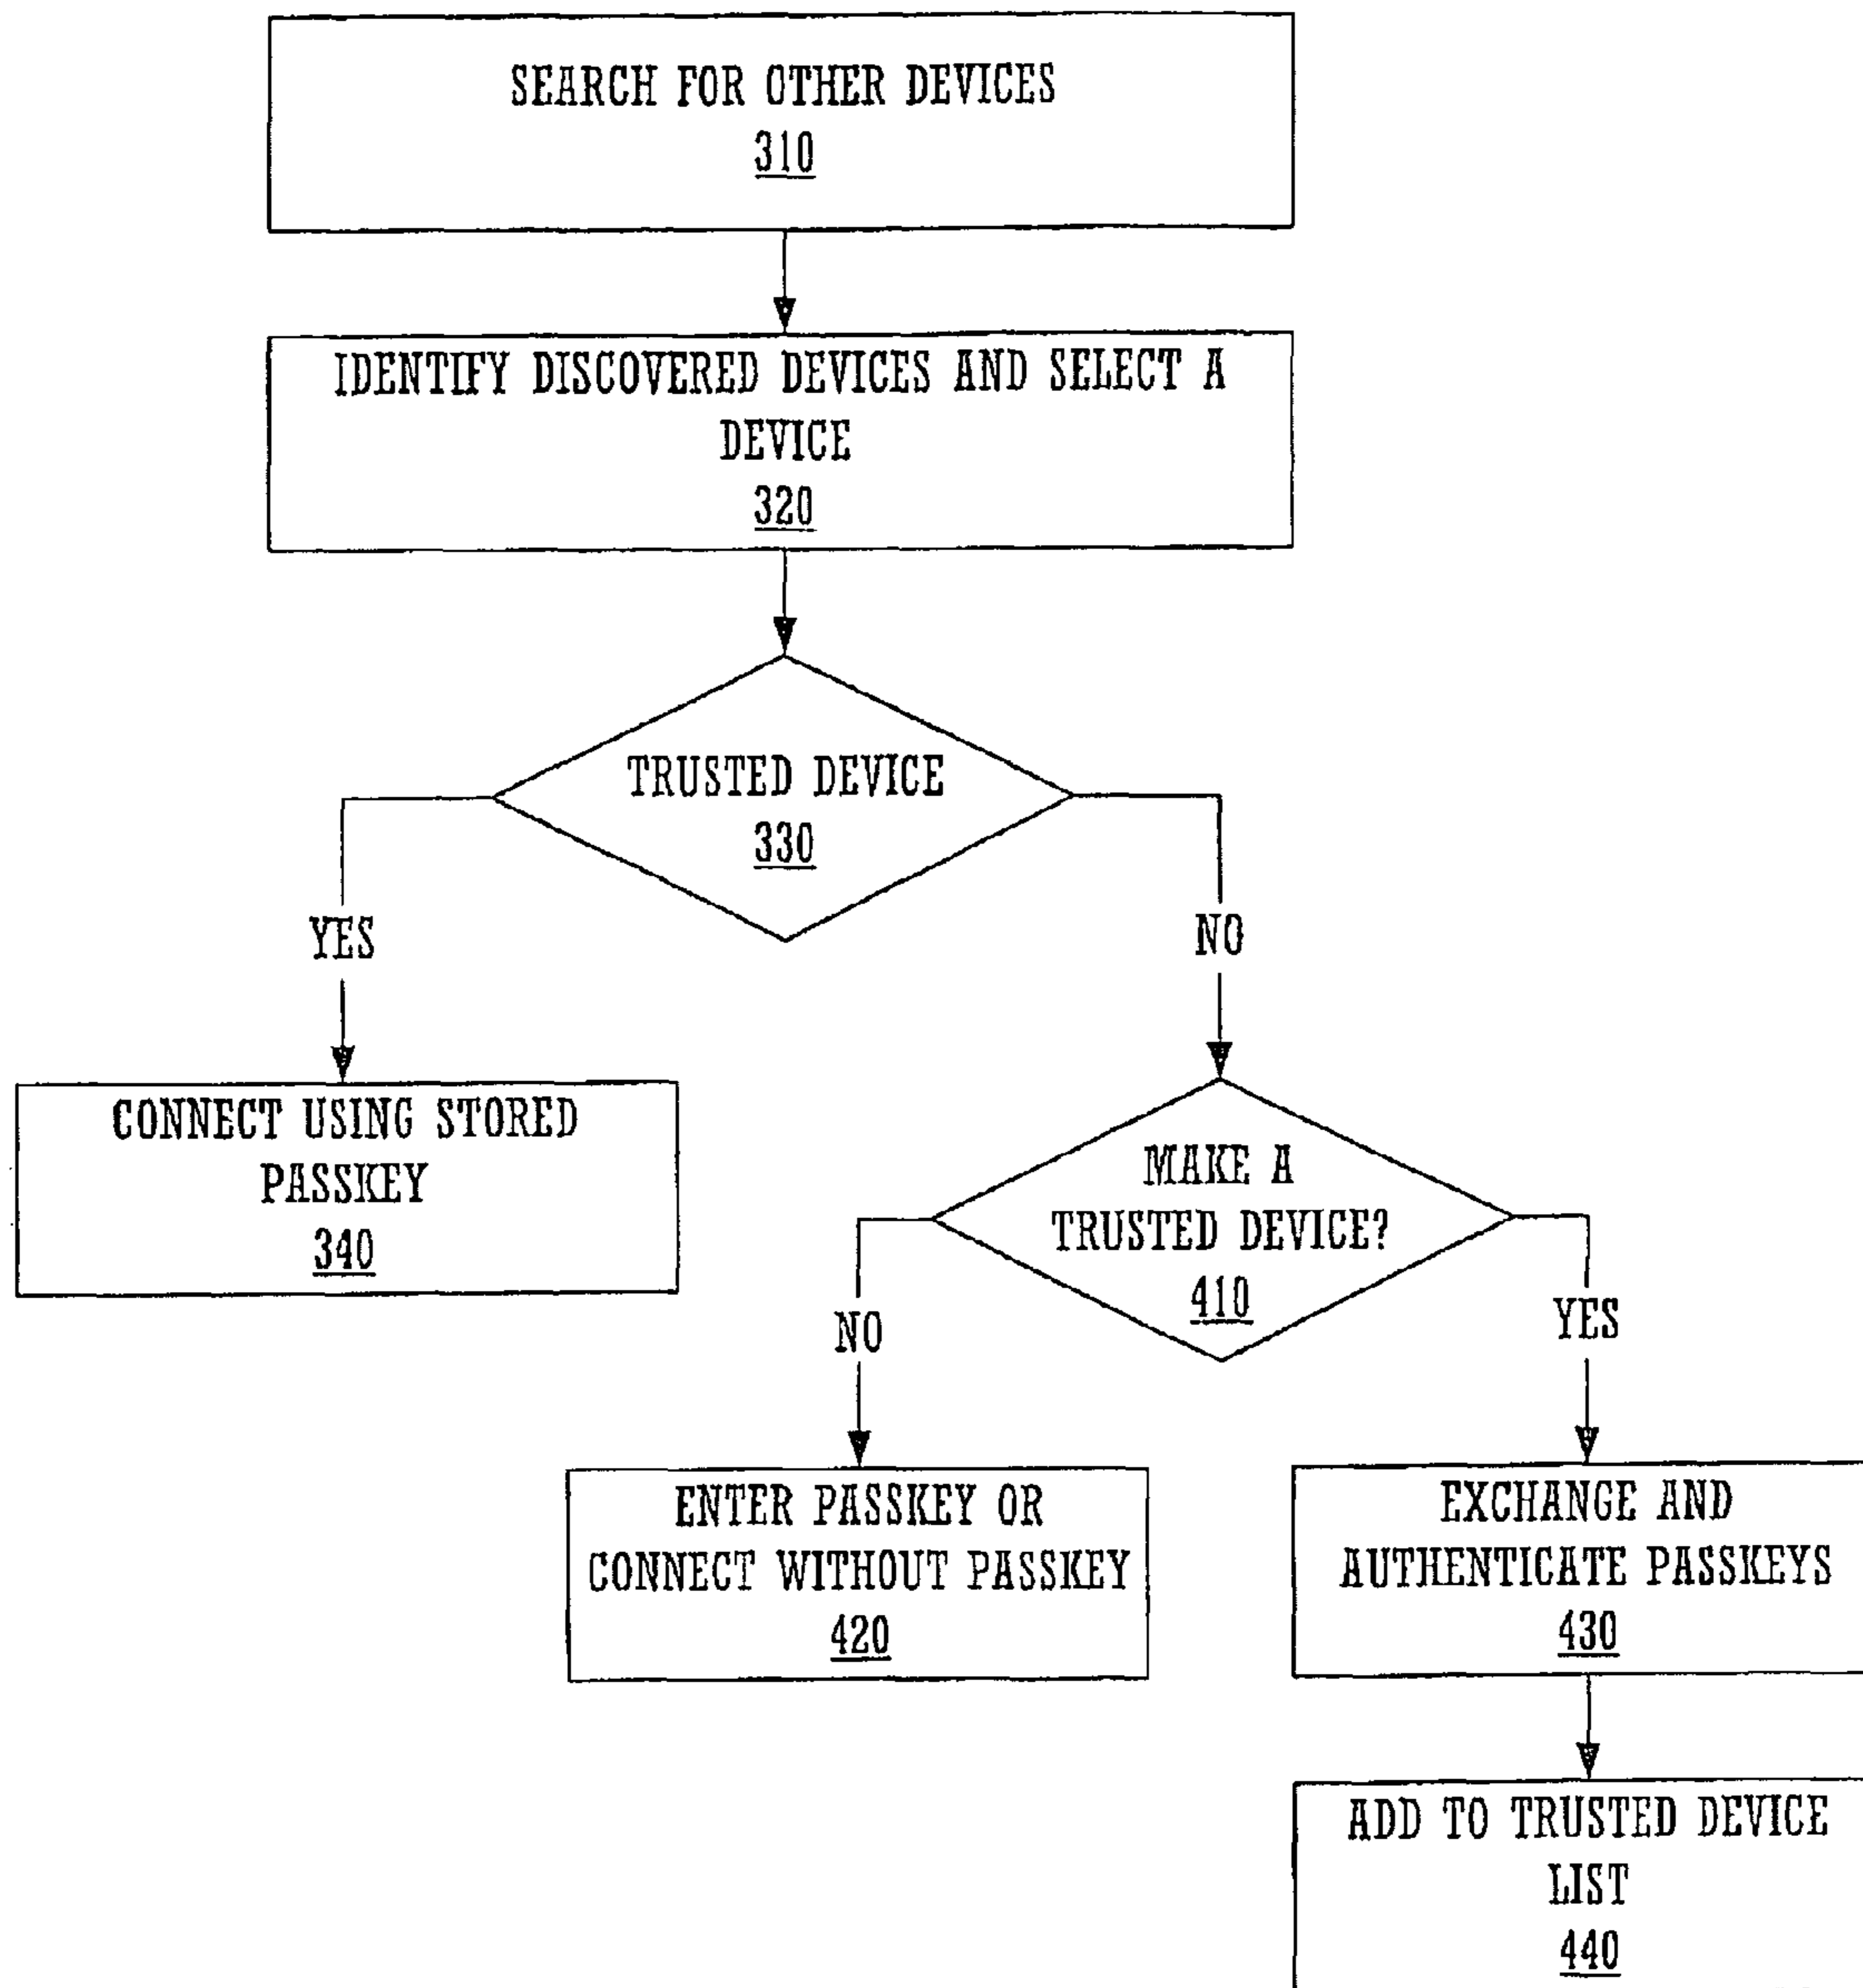 SEARCH FOR OTHER DEVICES
310
IDENTIFY DISCOVERED DEVICES AND SELECT A
DEVICE
320
TRUSTED DEVICE
330
YES
NO
CONNECT USING STORED
PASSKEY
340
MAKE A
TRUSTED DEVICE?
410
NO
YES
ENTER PASSKEY OR
CONNECT WITHOUT PASSKEY
420
EXCHANGE AND
AUTHENTICATE PASSKEYS
430
ADD TO TRUSTED DEVICE
LIST
440